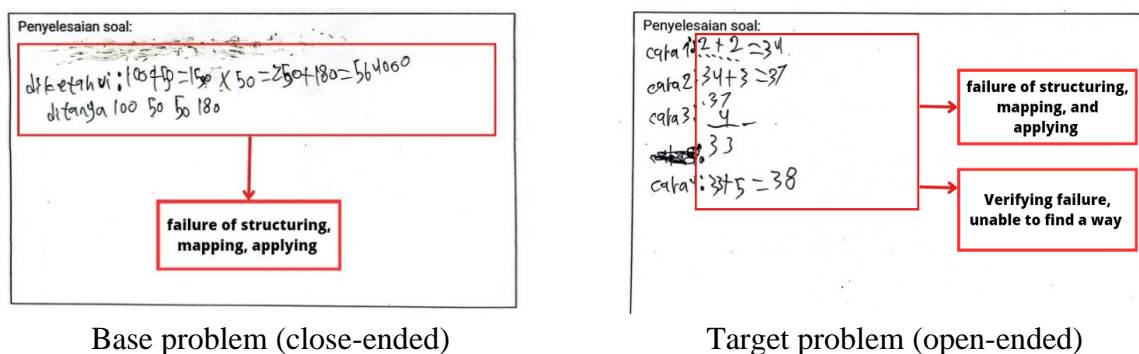 Penyelesaian soal:
diketahui: 100+50=150 X 50=250+180=564000
ditanya 100 50 50 180
failure of structuring,
mapping, applying
Base problem (close-ended)
Penyelesaian soal:
cara 1: 2+2=34
cara 2: 34+3=37
cara 3: 37
4 -
33
cara 4: 33+5=38
failure of structuring,
mapping, and
applying
Verifying failure,
unable to find a way
Target problem (open-ended)